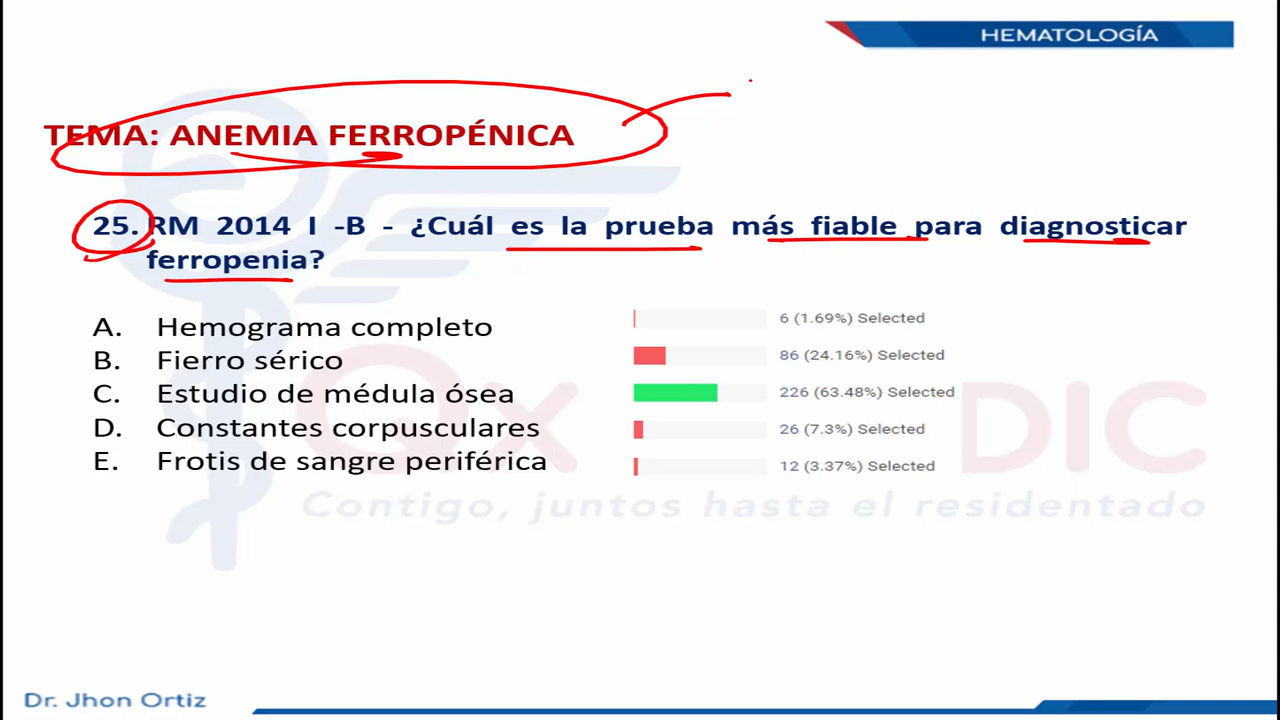 HEMATOLOGÍA
TEMA: ANEMIA FERROPÉNICA
25. RM 2014 I -B - ¿Cuál es la prueba más fiable para diagnosticar
ferropenia?
A. Hemograma completo
B. Fierro sérico
C. Estudio de médula ósea
D. Constantes corpusculares
E. Frotis de sangre periférica
6 (1.69%) Selected
86 (24.16%) Selected
226 (63.48%) Selected
26 (7.3%) Selected
12 (3.37%) Selected
Qx DIC
Contigo, juntos hasta el residentado
Dr. Jhon Ortiz